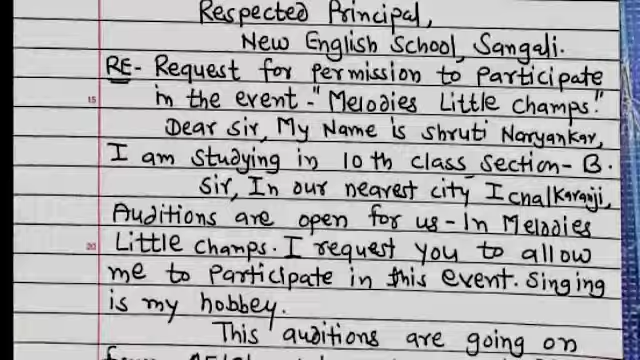 Respected Principal,
New English School, Sangali.
RE- Request for permission to participate
15 in the event -"Melodies Little champs."
Dear sir, My Name is shruti Naryankar,
I am studying in 10th class section - B.
Sir, In our nearest city Ichalkaranji,
Auditions are open for us - In Melodies
20 Little champs. I request you to allow
me to participate in this event. Singing
is my hobbey.
This auditions are going on